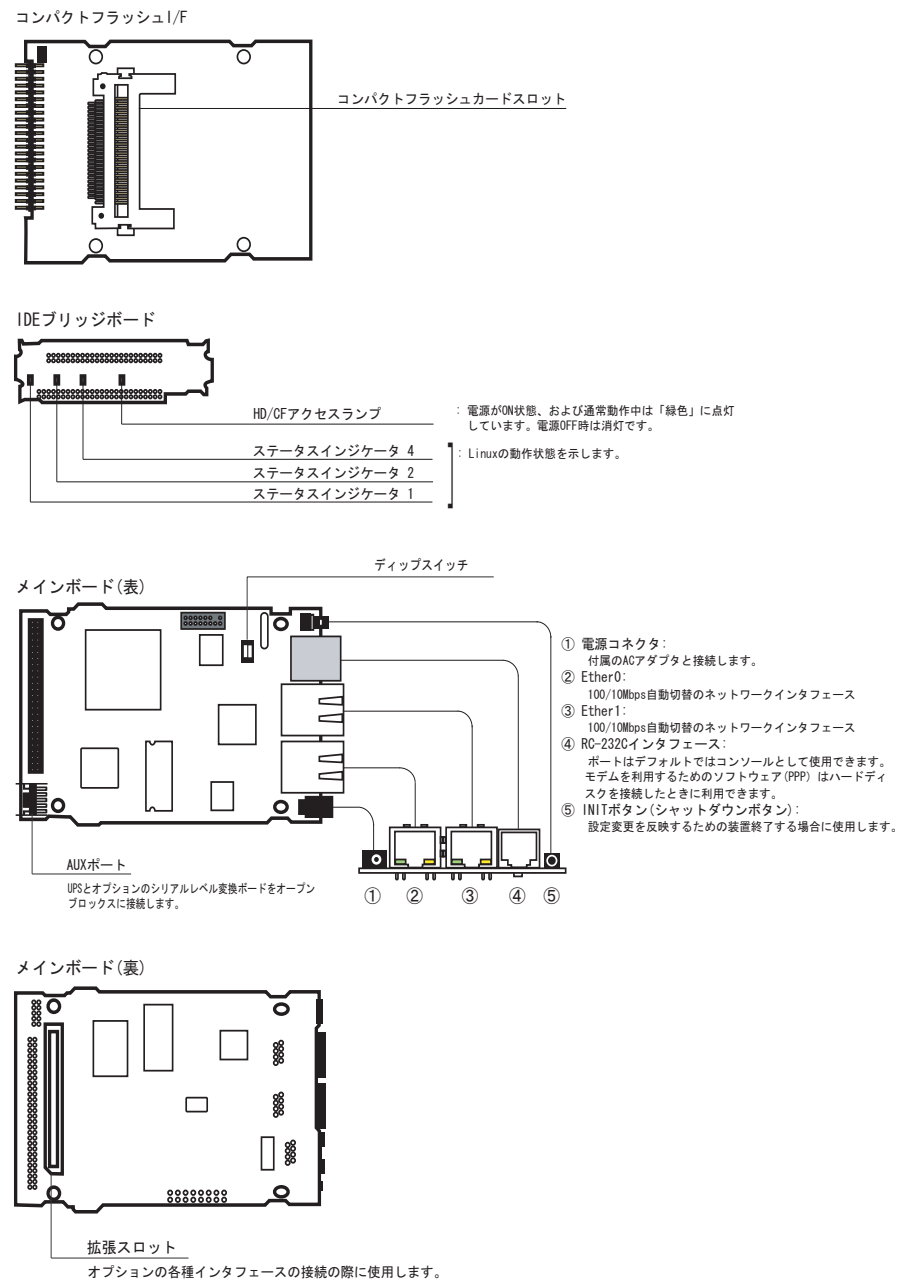 コンパクトフラッシュI/F
コンパクトフラッシュカードスロット
IDEブリッジボード
HD/CFアクセスランプ
: 電源がON状態、および通常動作中は「緑色」に点灯
しています。電源OFF時は消灯です。
ステータスインジケータ 4
: Linuxの動作状態を示します。
ステータスインジケータ 2
ステータスインジケータ 1
ディップスイッチ
メインボード(表)
① 電源コネクタ:
付属のACアダプタと接続します。
② Ether0:
100/10Mbps自動切替のネットワークインタフェース
③ Ether1:
100/10Mbps自動切替のネットワークインタフェース
④ RC-232Cインタフェース:
ポートはデフォルトではコンソールとして使用できます。
モデムを利用するためのソフトウェア(PPP)はハードディ
スクを接続したときに利用できます。
⑤ INITボタン(シャットダウンボタン):
設定変更を反映するための装置終了する場合に使用します。
AUXポート
UPSとオプションのシリアルレベル変換ボードをオープン
ブロックスに接続します。
① ② ③ ④ ⑤
メインボード(裏)
拡張スロット
オプションの各種インタフェースの接続の際に使用します。